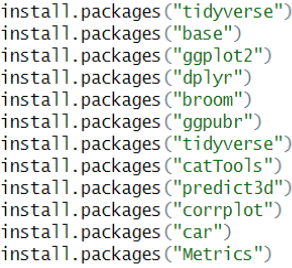 install.packages("tidyverse")
install.packages("base")
install.packages("ggplot2")
install.packages("dplyr")
install.packages("broom")
install.packages("ggpubr")
install.packages("tidyverse")
install.packages("catTools")
install.packages("predict3d")
install.packages("corrplot")
install.packages("car")
install.packages("Metrics")